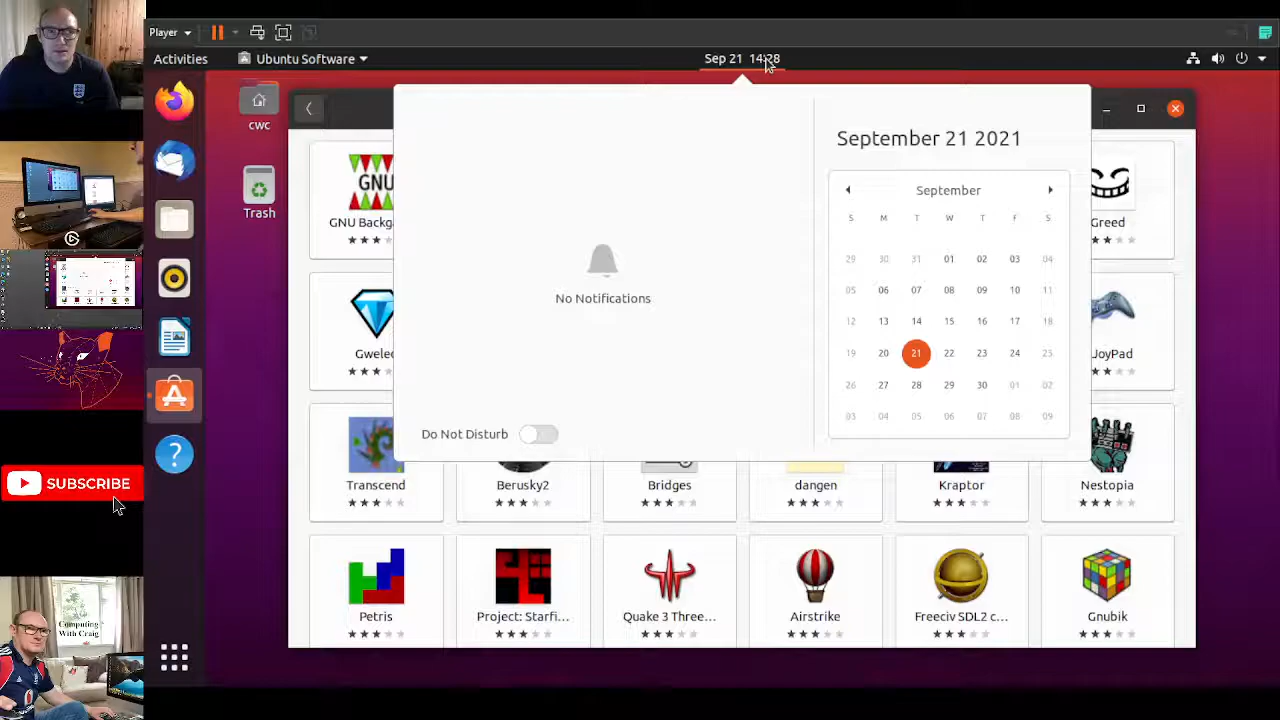 Player
Activities
Ubuntu Software
Sep 21 14:28
cwc
Trash
September 21 2021
September
S M T W T F S
29 30 31 01 02 03 04
05 06 07 08 09 10 11
12 13 14 15 16 17 18
19 20 21 22 23 24 25
26 27 28 29 30 01 02
03 04 05 06 07 08 09
No Notifications
Do Not Disturb
GNU
GNU Backg
Greed
Gwele
JoyPad
Transcend
Berusky2
Bridges
dangen
Kraptor
Nestopia
Petris
Project: Starfi...
Quake 3 Three...
Airstrike
Freeciv SDL2 c...
Gnubik
SUBSCRIBE
Computing
With Craig
?